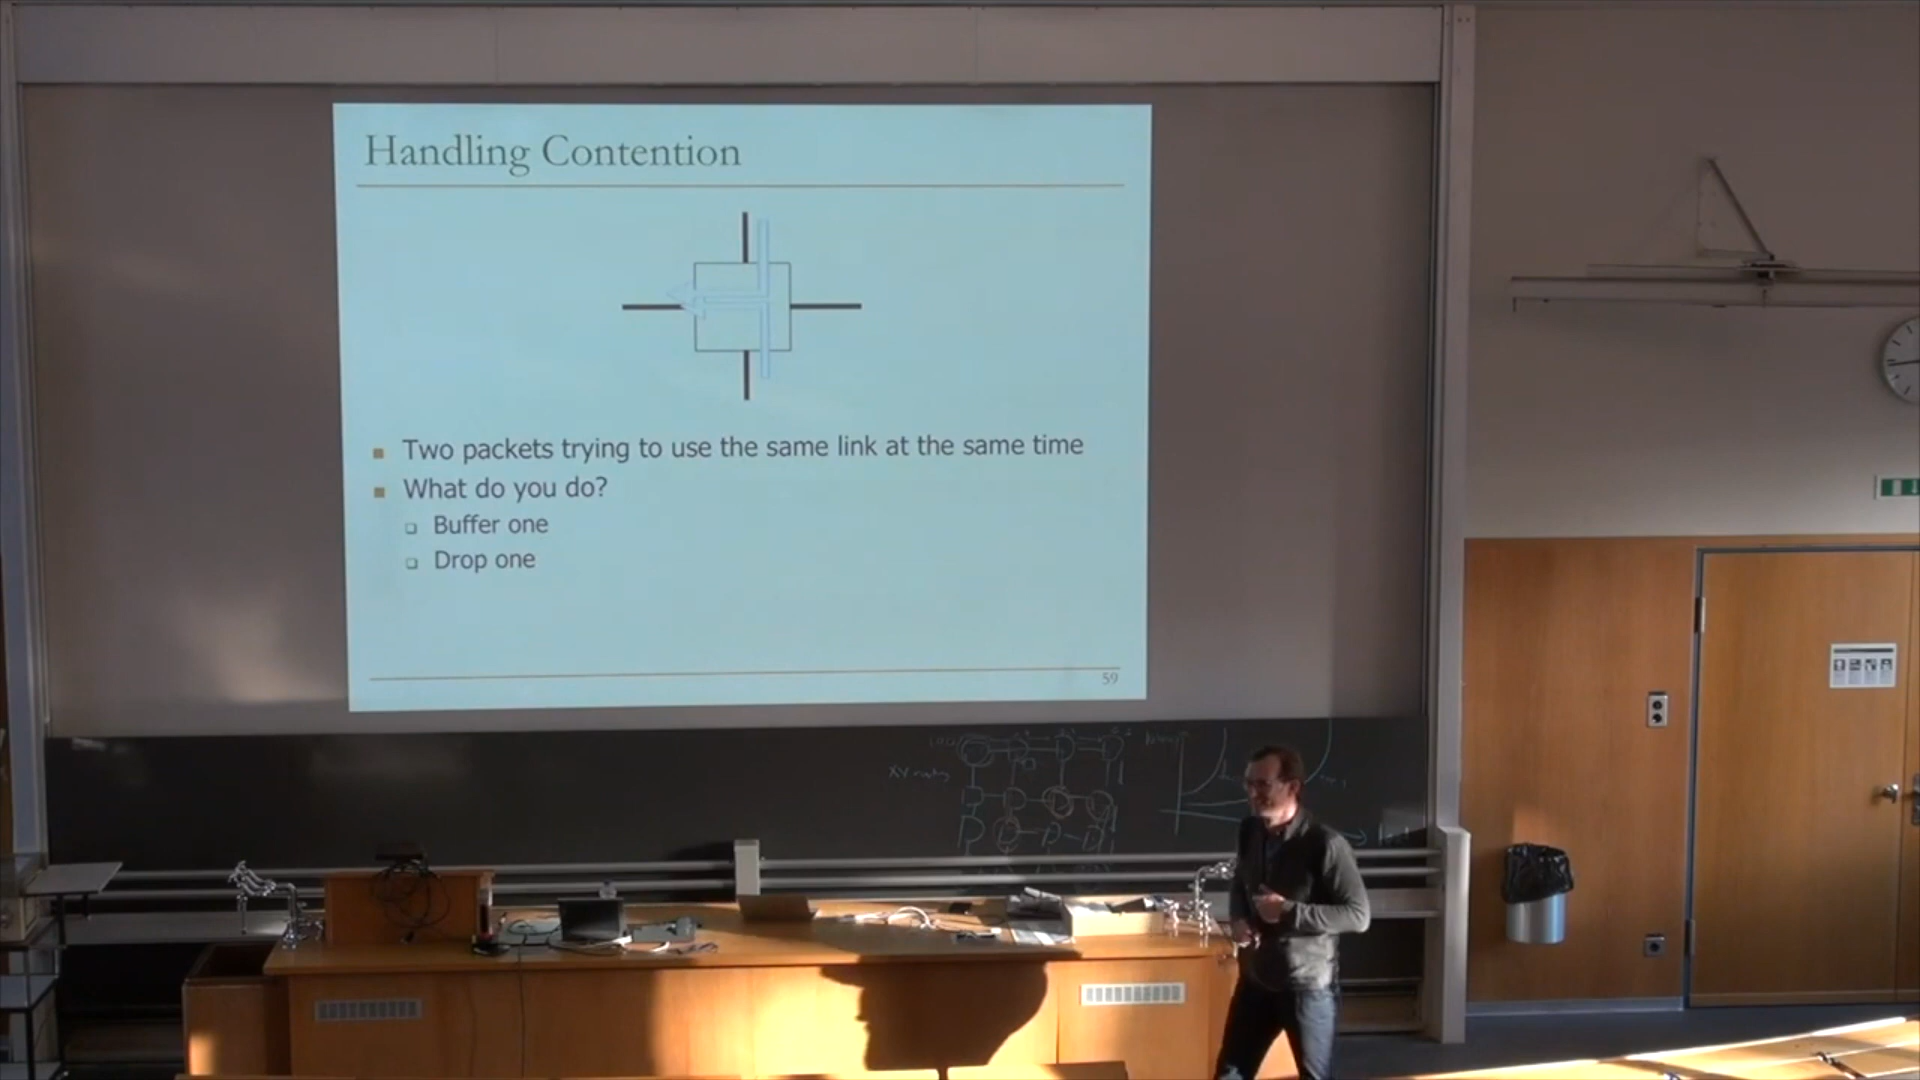 Handling Contention
Two packets trying to use the same link at the same time
What do you do?
Buffer one
Drop one
59